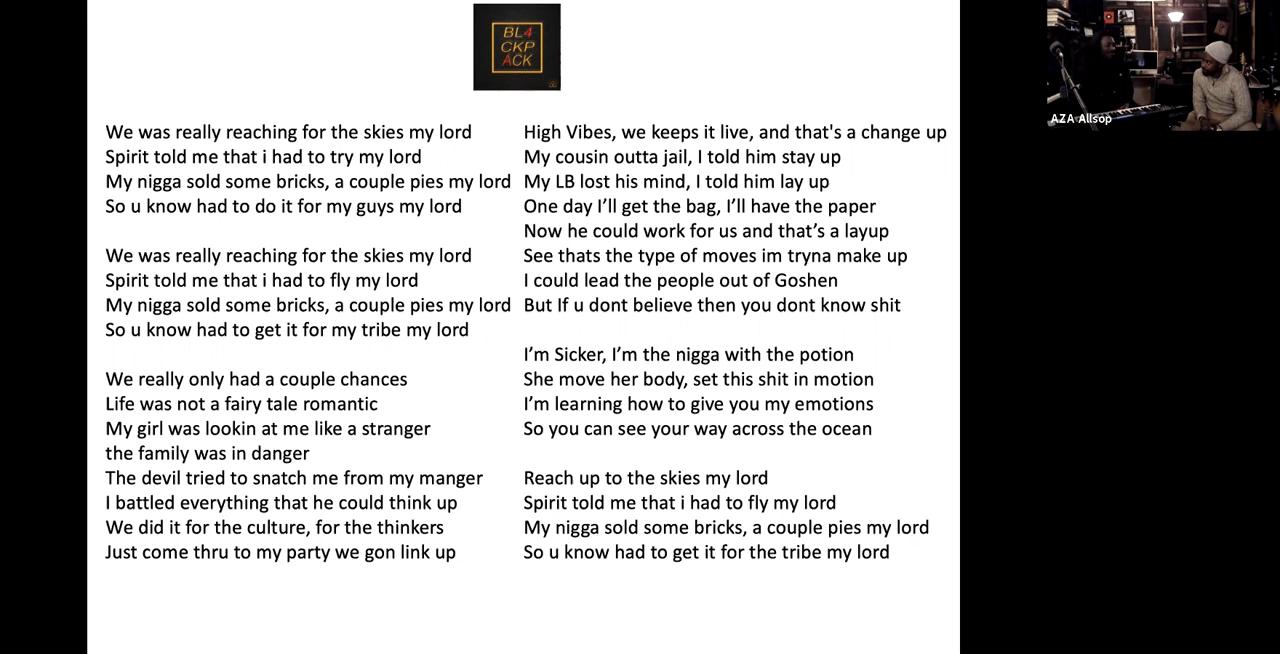 BL4
CKP
ACK
We was really reaching for the skies my lord
Spirit told me that i had to try my lord
My nigga sold some bricks, a couple pies my lord
So u know had to do it for my guys my lord
We was really reaching for the skies my lord
Spirit told me that i had to fly my lord
My nigga sold some bricks, a couple pies my lord
So u know had to get it for my tribe my lord
We really only had a couple chances
Life was not a fairy tale romantic
My girl was lookin at me like a stranger
the family was in danger
The devil tried to snatch me from my manger
I battled everything that he could think up
We did it for the culture, for the thinkers
Just come thru to my party we gon link up
High Vibes, we keeps it live, and that's a change up
My cousin outta jail, I told him stay up
My LB lost his mind, I told him lay up
One day I’ll get the bag, I’ll have the paper
Now he could work for us and that’s a layup
See thats the type of moves im tryna make up
I could lead the people out of Goshen
But If u dont believe then you dont know shit
I’m Sicker, I’m the nigga with the potion
She move her body, set this shit in motion
I’m learning how to give you my emotions
So you can see your way across the ocean
Reach up to the skies my lord
Spirit told me that i had to fly my lord
My nigga sold some bricks, a couple pies my lord
So u know had to get it for the tribe my lord
AZA Allsop